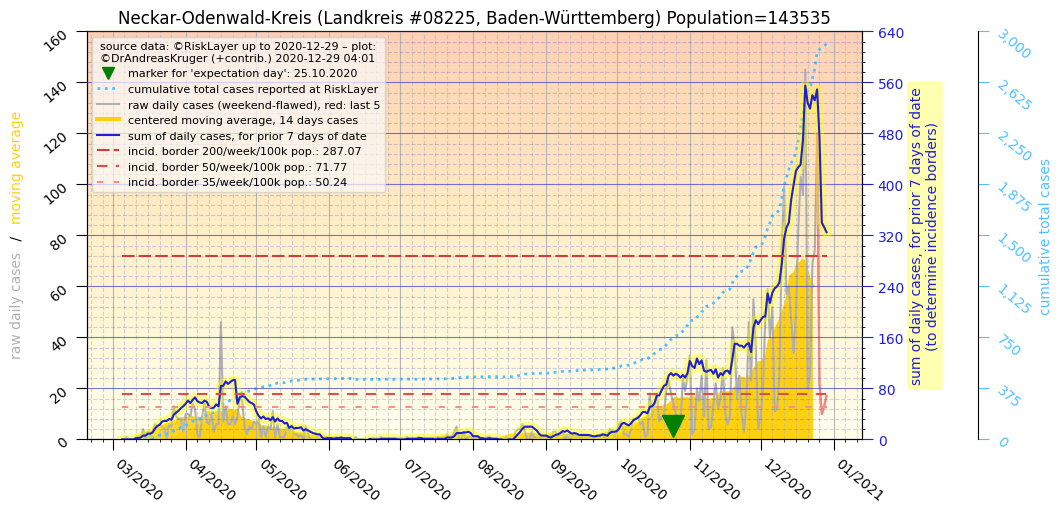 Neckar-Odenwald-Kreis (Landkreis #08225, Baden-Württemberg) Population=143535
source data: ©RiskLayer up to 2020-12-29 – plot:
©DrAndreasKruger (+contrib.) 2020-12-29 04:01
marker for 'expectation day': 25.10.2020
cumulative total cases reported at RiskLayer
raw daily cases (weekend-flawed), red: last 5
centered moving average, 14 days cases
sum of daily cases, for prior 7 days of date
incid. border 200/week/100k pop.: 287.07
incid. border 50/week/100k pop.: 71.77
incid. border 35/week/100k pop.: 50.24
raw daily cases / moving average
160
140
120
100
80
60
40
20
0
03/2020
04/2020
05/2020
06/2020
07/2020
08/2020
09/2020
10/2020
11/2020
12/2020
01/2021
640
560
480
400
320
240
160
80
0
sum of daily cases, for prior 7 days of date
(to determine incidence borders)
3,000
2,625
2,250
1,875
1,500
1,125
750
375
0
cumulative total cases